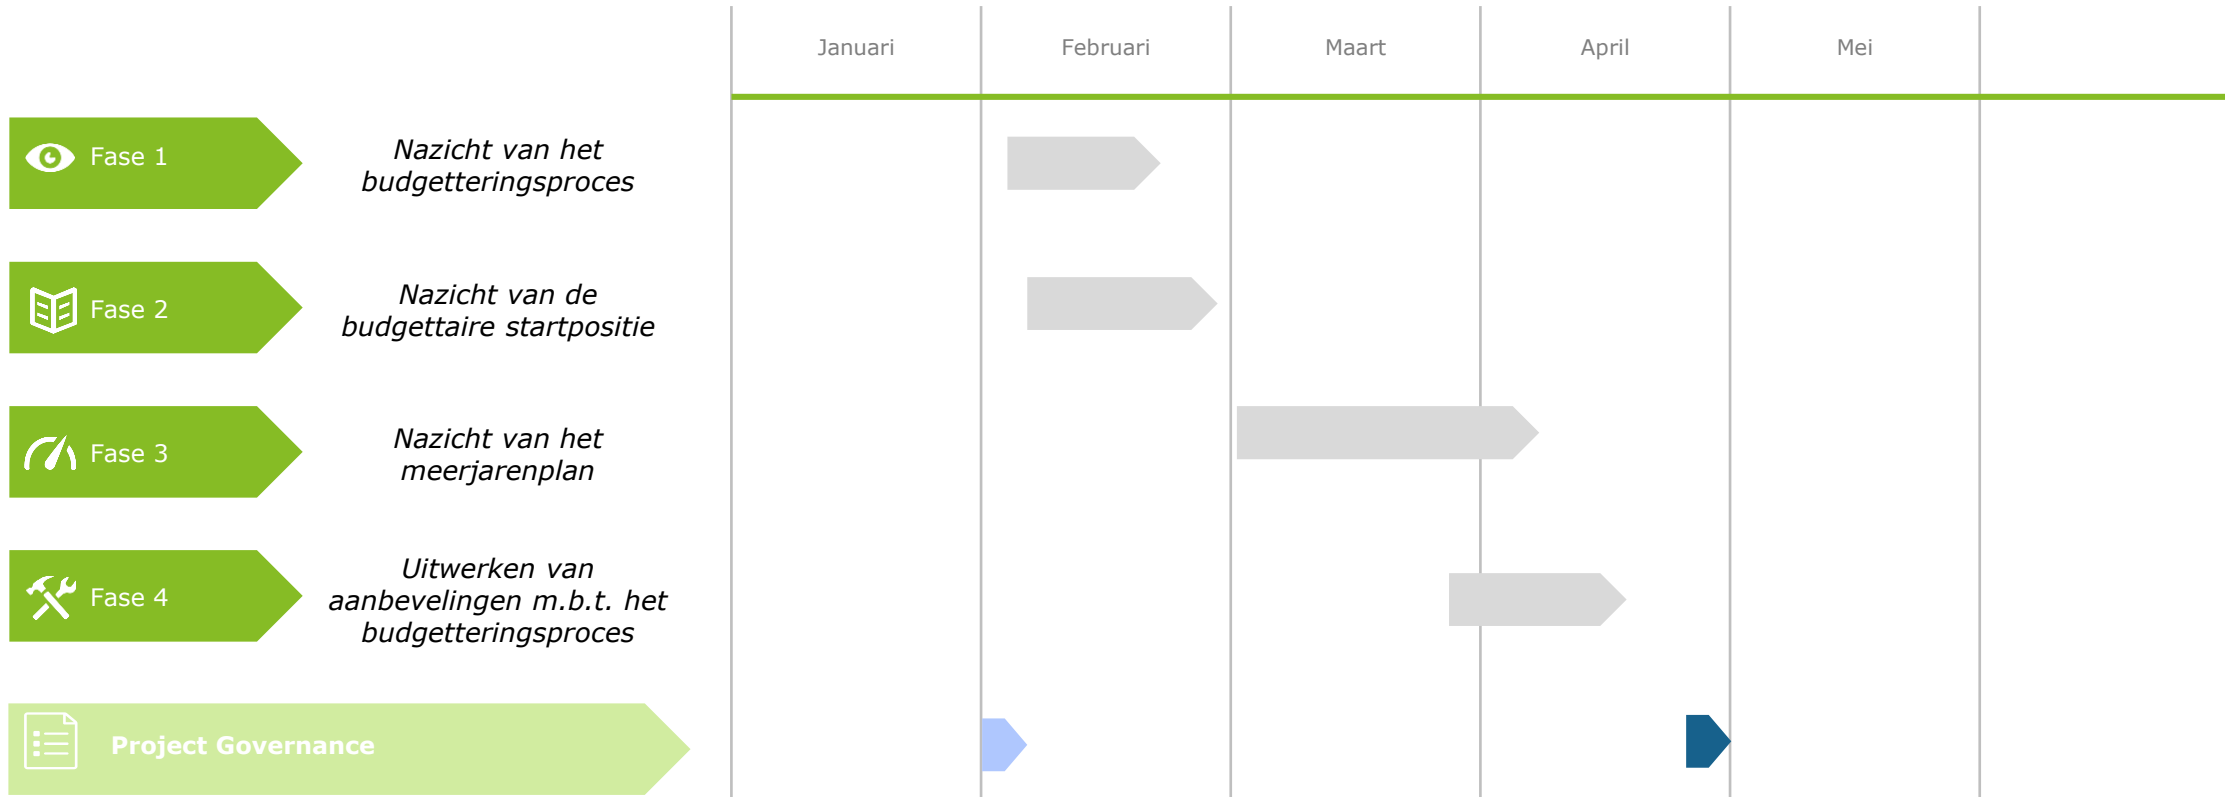 Januari
Februari
Maart
April
Mei
Fase 1
Nazicht van het
budgetteringsproces
Fase 2
Nazicht van de
budgettaire startpositie
Fase 3
Nazicht van het
meerjarenplan
Fase 4
Uitwerken van
aanbevelingen m.b.t. het
budgetteringsproces
Project Governance